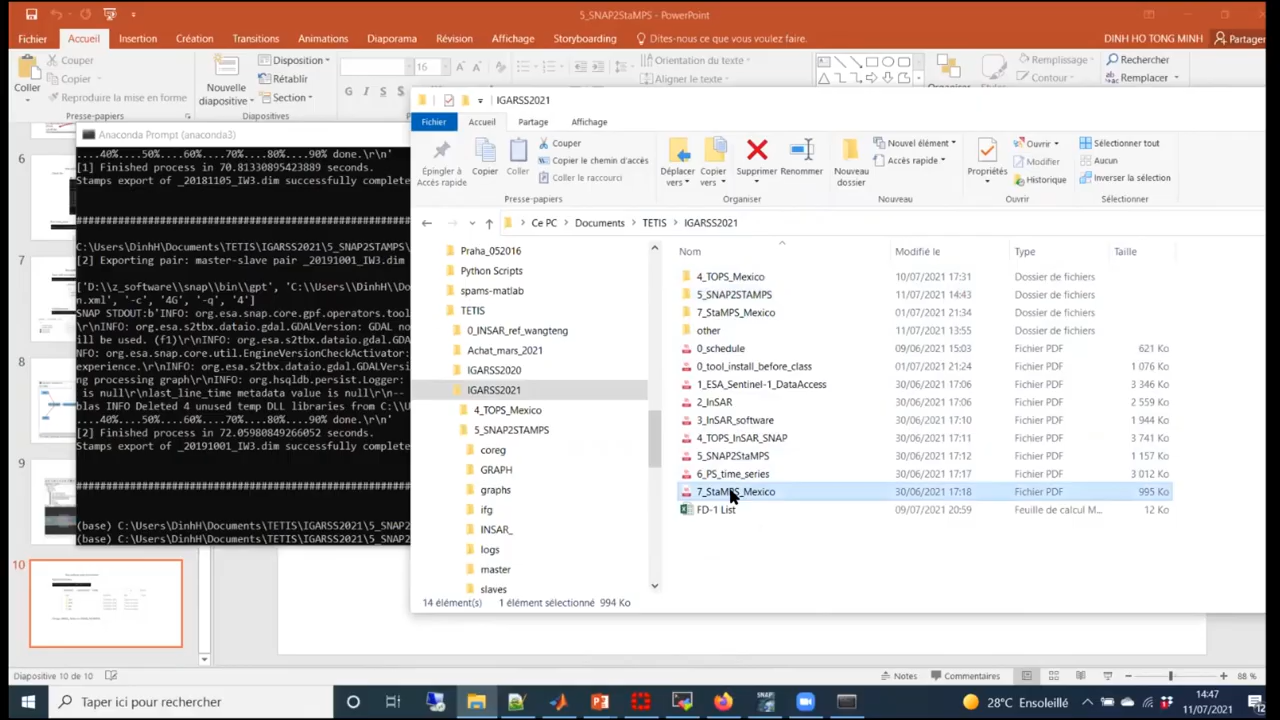 5_SNAP2StaMPS - PowerPoint
Fichier Accueil Insertion Création Transitions Animations Diaporama Révision Affichage Storyboarding Dites-nous ce que vous voulez faire. DINH HO TONG MINH Partager
Coller
Couper
Copier
Reproduire la mise en forme
Presse-papiers
Nouvelle diapositive
Disposition
Rétablir
Section
Diapositives
16
G I S
Orientation du texte
Aligner le texte
Organiser
Remplissage
Contour
Rechercher
Remplacer
6
7
8
9
10
Anaconda Prompt (anaconda3)
....40%....50%....60%....70%....80%....90% done.\r\n'
[1] Finished process in 70.81330895423889 seconds.
Stamps export of _20181105_IW3.dim successfully complete
C:\Users\DinhH\Documents\TETIS\IGARSS2021\5_SNAP2STAMPS\
[2] Exporting pair: master-slave pair _20191001_IW3.dim
['D:\\z_software\\snap\\bin\\gpt', 'C:\\Users\\DinhH\\Do
n.xml', '-c', '4G', '-q', '4']
SNAP STDOUT:b'INFO: org.esa.snap.core.gpf.operators.tool
\r\nINFO: org.esa.s2tbx.dataio.gdal.GDALVersion: GDAL no
ill be used. (f1)\r\nINFO: org.esa.s2tbx.dataio.gdal.GDA
NFO: org.esa.snap.core.util.EngineVersionCheckActivator:
experience.\r\nINFO: org.esa.s2tbx.dataio.gdal.GDALVersi
ng processing graph\r\nINFO: org.hsqldb.persist.Logger:
is null\r\nlast_line_time metadata value is null\r\n--
blas INFO Deleted 4 unused temp DLL libraries from C:\\U
....40%....50%....60%....70%....80%....90% done.\r\n'
[2] Finished process in 72.05980849266052 seconds.
Stamps export of _20191001_IW3.dim successfully complete
(base) C:\Users\DinhH\Documents\TETIS\IGARSS2021\5_SNAP2
(base) C:\Users\DinhH\Documents\TETIS\IGARSS2021\5_SNAP2
IGARSS2021
Fichier Accueil Partage Affichage
Épingler à Accès rapide
Copier
Coller
Couper
Copier le chemin d'accès
Coller le raccourci
Presse-papiers
Déplacer vers
Copier vers
Supprimer
Renommer
Organiser
Nouveau dossier
Nouvel élément
Accès rapide
Nouveau
Propriétés
Ouvrir
Modifier
Historique
Ouvrir
Sélectionner tout
Aucun
Inverser la sélection
Sélectionner
Ce PC > Documents > TETIS > IGARSS2021
Praha_052016
Python Scripts
spams-matlab
TETIS
0_INSAR_ref_wangteng
Achat_mars_2021
IGARSS2020
IGARSS2021
4_TOPS_Mexico
5_SNAP2STAMPS
coreg
GRAPH
graphs
ifg
INSAR_
logs
master
slaves
Nom Modifié le Type Taille
4_TOPS_Mexico 10/07/2021 17:31 Dossier de fichiers
5_SNAP2STAMPS 11/07/2021 14:43 Dossier de fichiers
7_StaMPS_Mexico 01/07/2021 21:34 Dossier de fichiers
other 11/07/2021 13:55 Dossier de fichiers
0_schedule 09/06/2021 15:03 Fichier PDF 621 Ko
0_tool_install_before_class 01/07/2021 21:24 Fichier PDF 1 076 Ko
1_ESA_Sentinel-1_DataAccess 30/06/2021 17:06 Fichier PDF 3 346 Ko
2_InSAR 30/06/2021 17:06 Fichier PDF 2 559 Ko
3_InSAR_software 30/06/2021 17:10 Fichier PDF 1 944 Ko
4_TOPS_InSAR_SNAP 30/06/2021 17:11 Fichier PDF 3 741 Ko
5_SNAP2StaMPS 30/06/2021 17:12 Fichier PDF 1 157 Ko
6_PS_time_series 30/06/2021 17:17 Fichier PDF 3 012 Ko
7_StaMPS_Mexico 30/06/2021 17:18 Fichier PDF 995 Ko
FD-1 List 09/07/2021 20:59 Feuille de calcul M... 12 Ko
14 élément(s) 1 élément sélectionné 994 Ko
Diapositive 10 de 10 Notes Commentaires 88 %
Taper ici pour rechercher
28°C Ensoleillé
14:47
11/07/2021